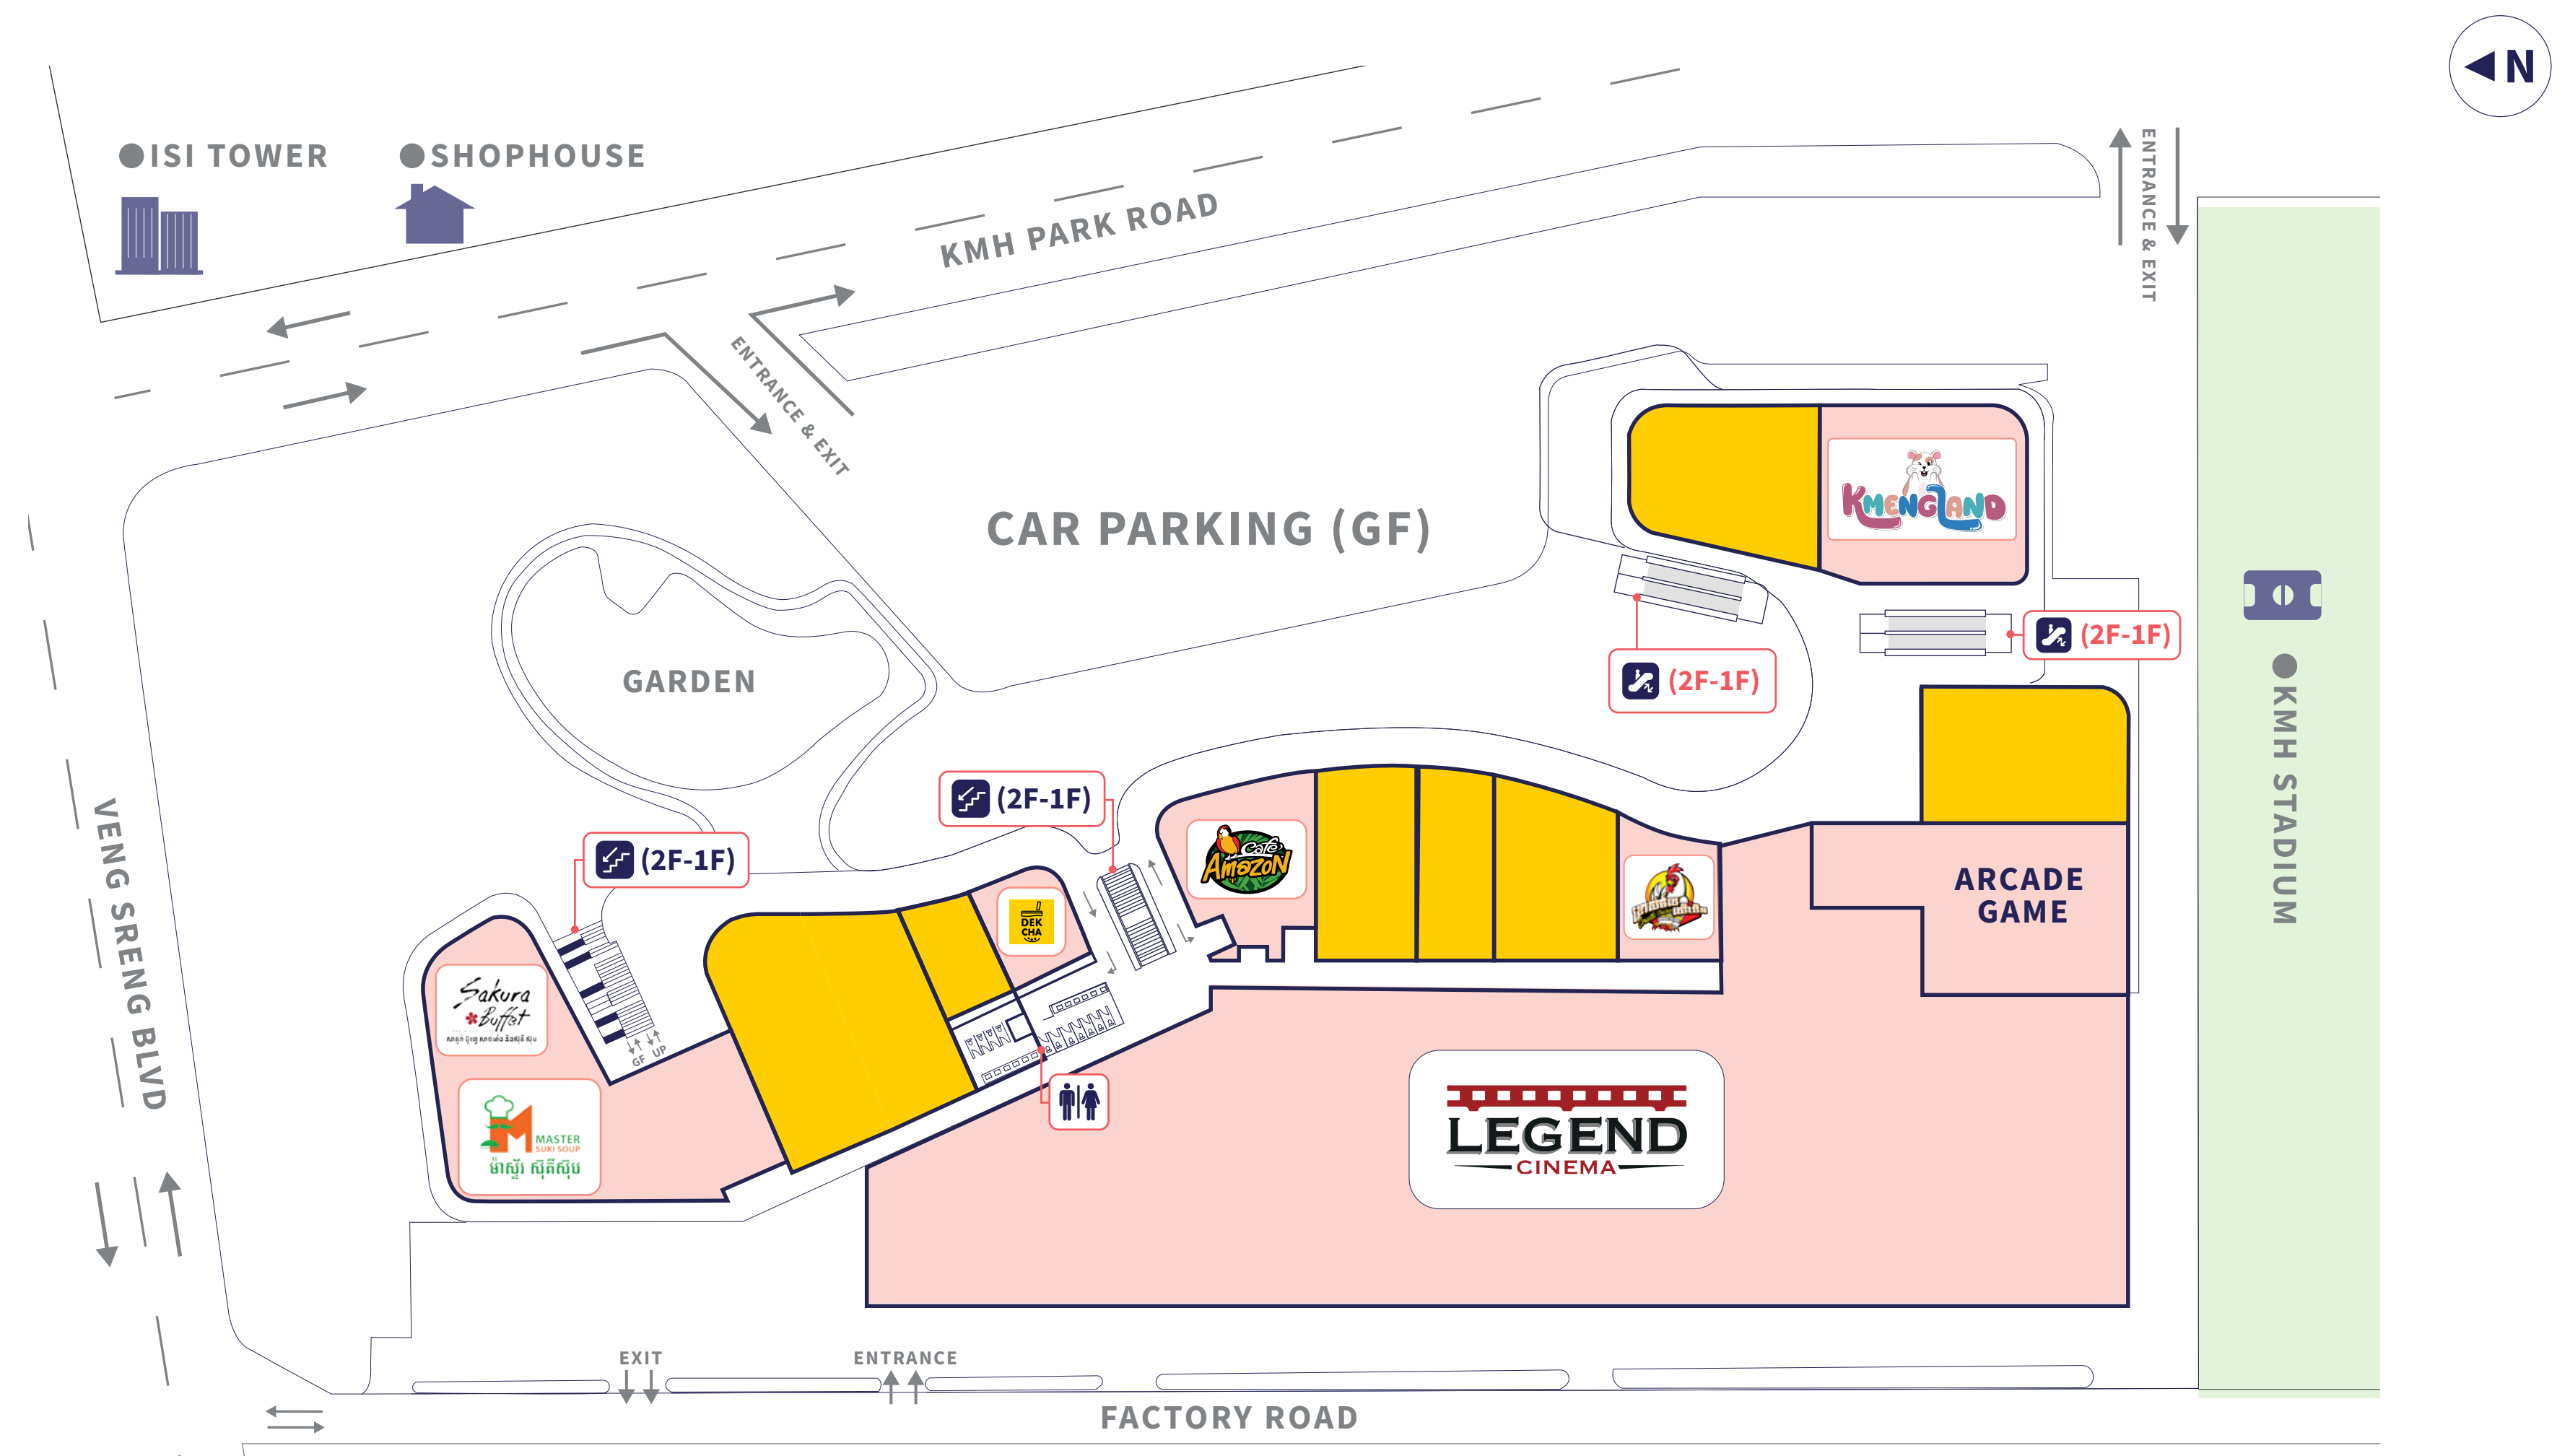 N
ISI TOWER
SHOPHOUSE
KMH PARK ROAD
ENTRANCE & EXIT
ENTRANCE & EXIT
CAR PARKING (GF)
KMENGLAND
GARDEN
(2F-1F)
(2F-1F)
(2F-1F)
(2F-1F)
KMH STADIUM
VENG SRENG BLVD
Café
Amazon
DEK
CHA
ARCADE
GAME
Sakura
Buffet
GF UP
MASTER
SUKI SOUP
ម៉ាស្ទ័រ ស៊ុគីស៊ុប
LEGEND
CINEMA
EXIT
ENTRANCE
FACTORY ROAD